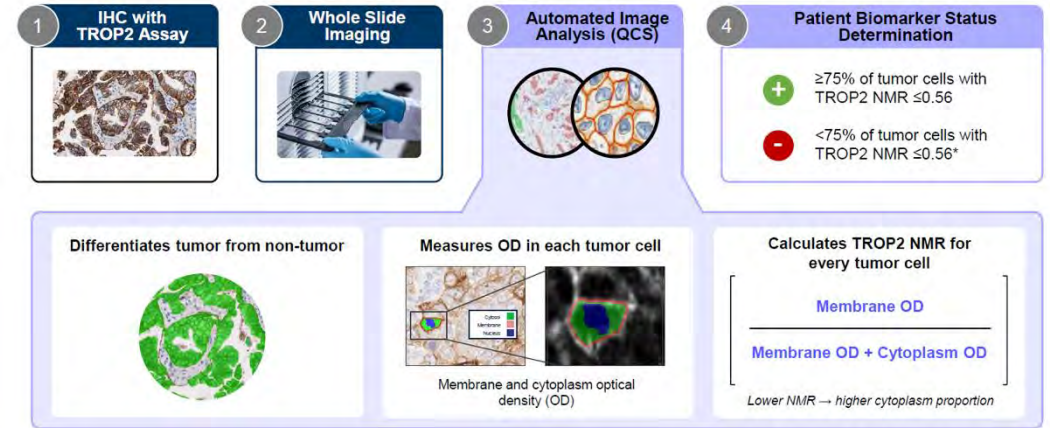 1
IHC with
TROP2 Assay
2
Whole Slide
Imaging
3
Automated Image
Analysis (QCS)
4
Patient Biomarker Status
Determination
+
≥75% of tumor cells with
TROP2 NMR ≤0.56
-
<75% of tumor cells with
TROP2 NMR ≤0.56*
Differentiates tumor from non-tumor
Measures OD in each tumor cell
Cytosol
Membrane
Nucleus
Membrane and cytoplasm optical
density (OD)
Calculates TROP2 NMR for
every tumor cell
Membrane OD
Membrane OD + Cytoplasm OD
Lower NMR → higher cytoplasm proportion